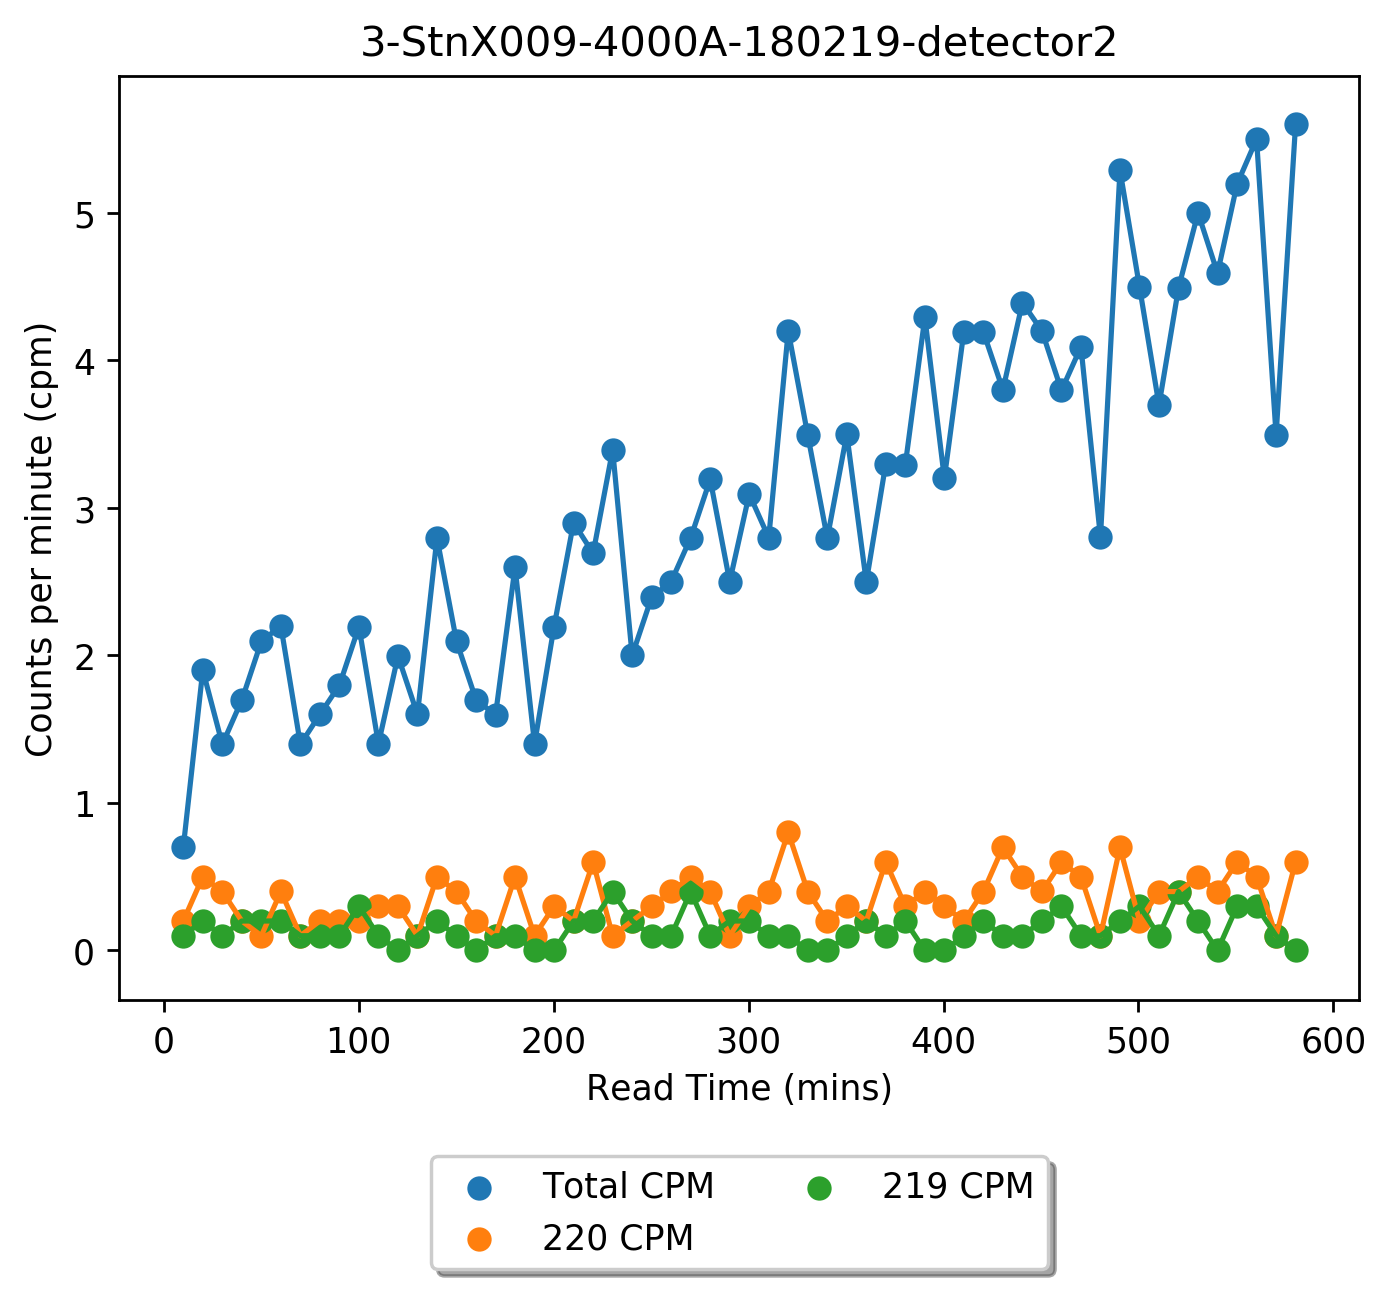 3-StnX009-4000A-180219-detector2
Counts per minute (cpm)
5
4
3
2
1
0
0 100 200 300 400 500 600
Read Time (mins)
Total CPM 219 CPM
220 CPM